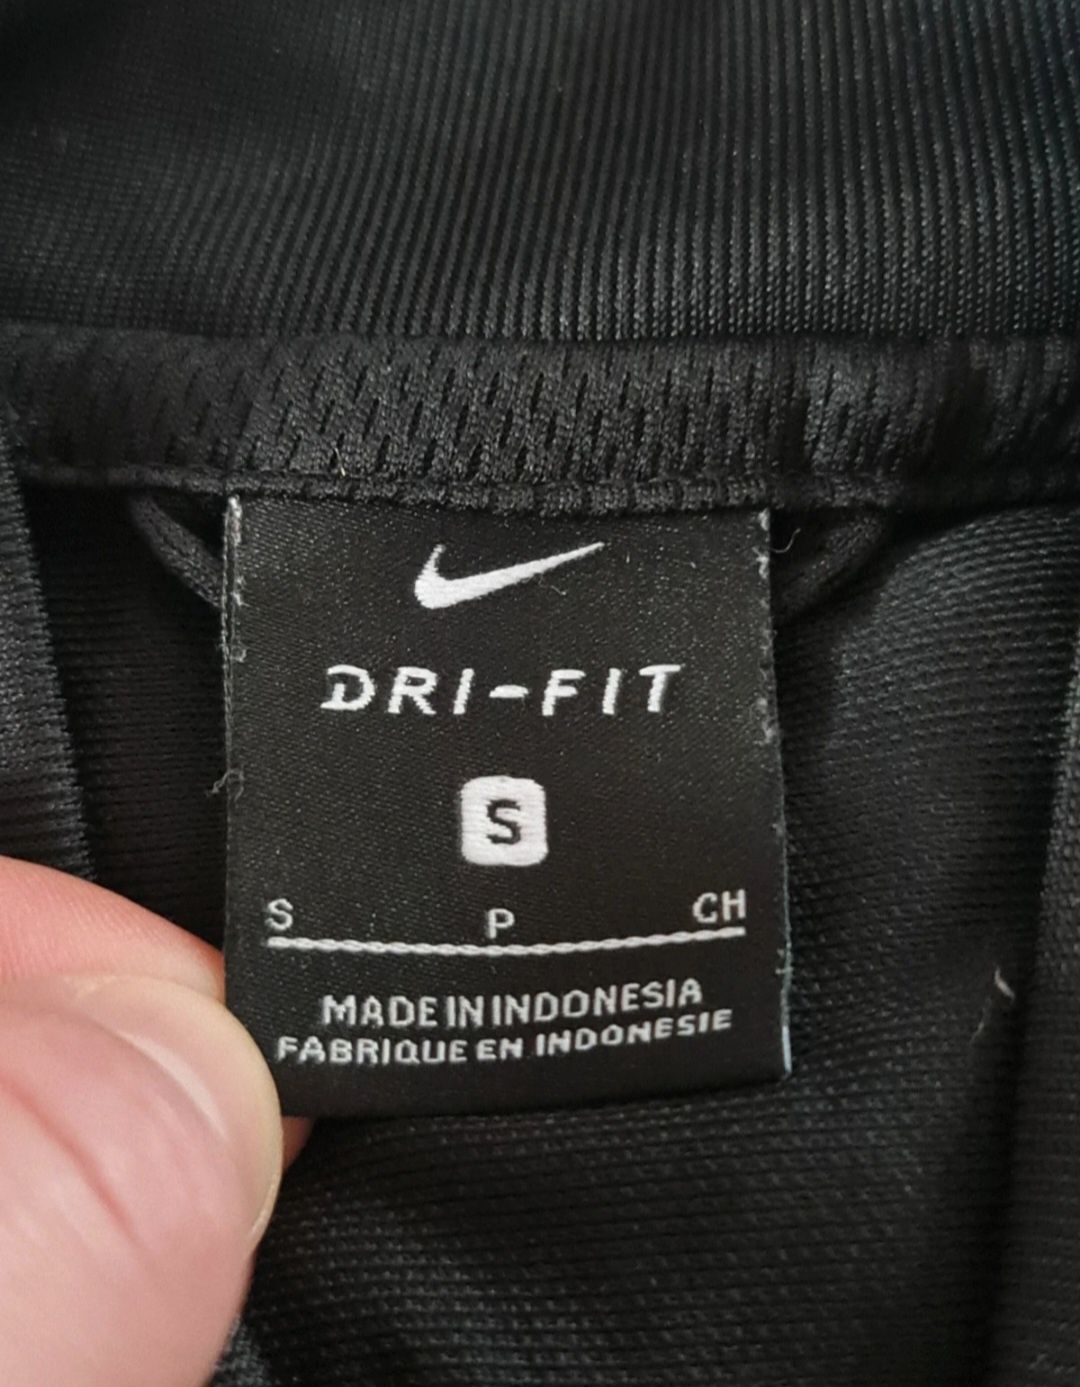 DRI-FIT
S
S P CH
MADE IN INDONESIA
FABRIQUE EN INDONESIE